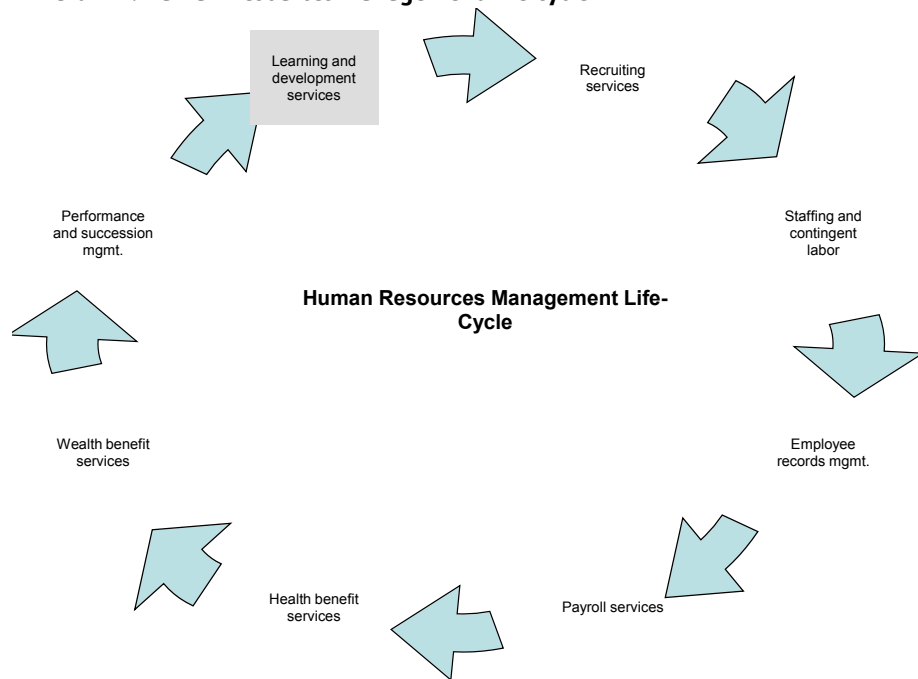 Learning and
development
services
Recruiting
services
Staffing and
contingent
labor
Employee
records mgmt.
Payroll services
Health benefit
services
Wealth benefit
services
Performance
and succession
mgmt.
Human Resources Management Life-
Cycle